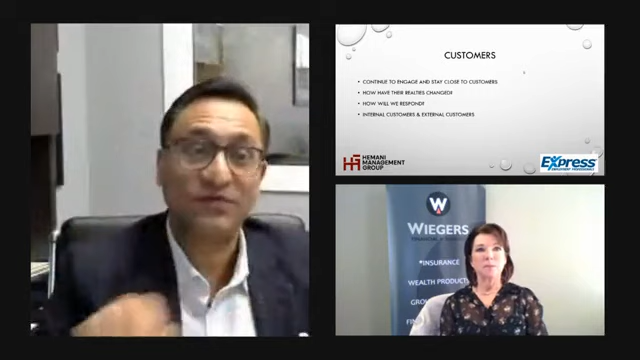 CUSTOMERS
• CONTINUE TO ENGAGE AND STAY CLOSE TO CUSTOMERS
• HOW HAVE THEIR REALTIES CHANGED?
• HOW WILL WE RESPOND?
• INTERNAL CUSTOMERS & EXTERNAL CUSTOMERS
HEMANI
MANAGEMENT
GROUP
Express
EMPLOYMENT PROFESSIONALS
W
WIEGERS
*INSURANCE
WEALTH PRODUC
GRO
FIN